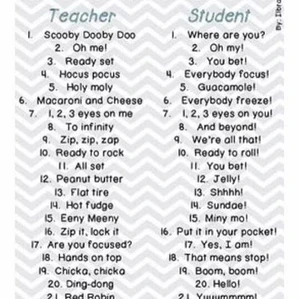 Teacher Student
1. Scooby Dooby Doo 1. Where are you?
2. Oh me! 2. Oh my!
3. Ready set 3. You bet!
4. Hocus pocus 4. Everybody focus!
5. Holy moly 5. Guacamole!
6. Macaroni and Cheese 6. Everybody freeze!
7. 1, 2, 3 eyes on me 7. 1, 2, 3 eyes on you!
8. To infinity 8. And beyond!
9. Zip, zip, zap 9. We're all that!
10. Ready to rock 10. Ready to roll!
11. All set 11. You bet!
12. Peanut butter 12. Jelly!
13. Flat tire 13. Shhhh!
14. Hot fudge 14. Sundae!
15. Eeny Meeny 15. Miny mo!
16. Zip it, lock it 16. Put it in your pocket!
17. Are you focused? 17. Yes, I am!
18. Hands on top 18. That means stop!
19. Chicka, chicka 19. Boom, boom!
20. Ding-dong 20. Hello!
21. Red Robin 21. Yuuummmm!
By: